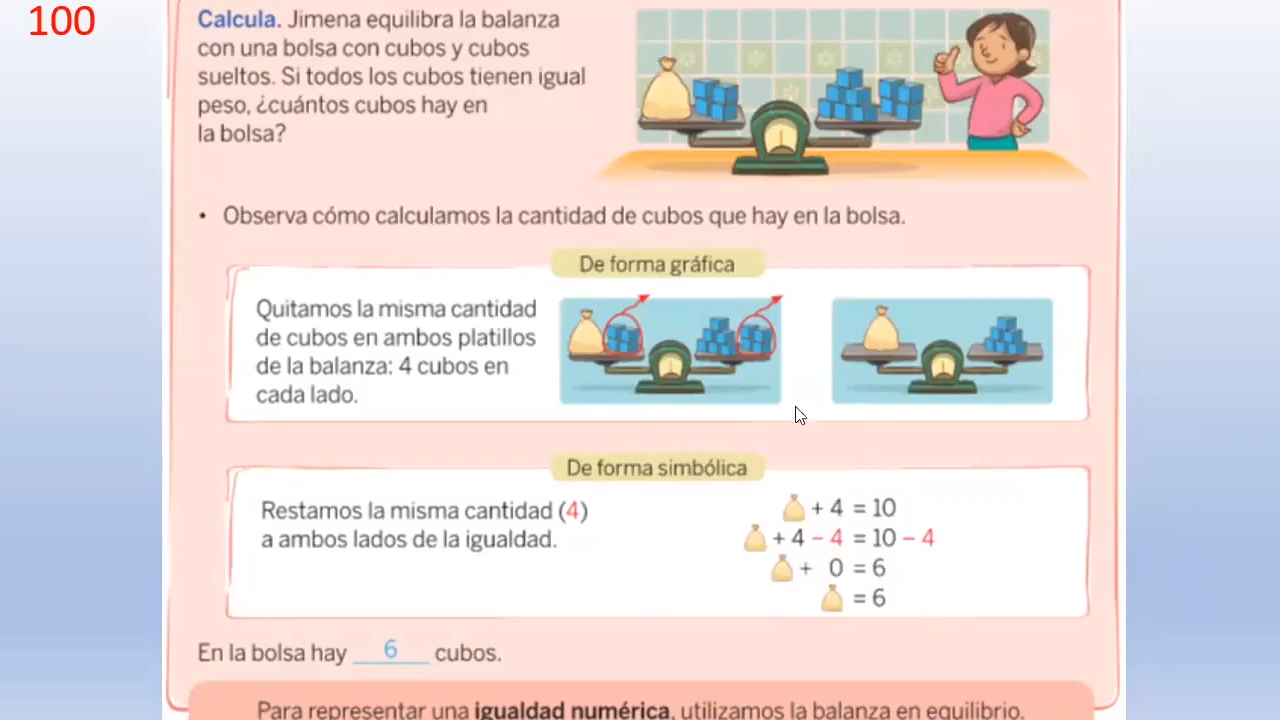 100
Calcula. Jimena equilibra la balanza
con una bolsa con cubos y cubos
sueltos. Si todos los cubos tienen igual
peso, ¿cuántos cubos hay en
la bolsa?
• Observa cómo calculamos la cantidad de cubos que hay en la bolsa.
De forma gráfica
Quitamos la misma cantidad
de cubos en ambos platillos
de la balanza: 4 cubos en
cada lado.
De forma simbólica
Restamos la misma cantidad (4)
a ambos lados de la igualdad.
+ 4 = 10
+ 4 − 4 = 10 − 4
+ 0 = 6
= 6
En la bolsa hay 6 cubos.
Para representar una igualdad numérica, utilizamos la balanza en equilibrio.